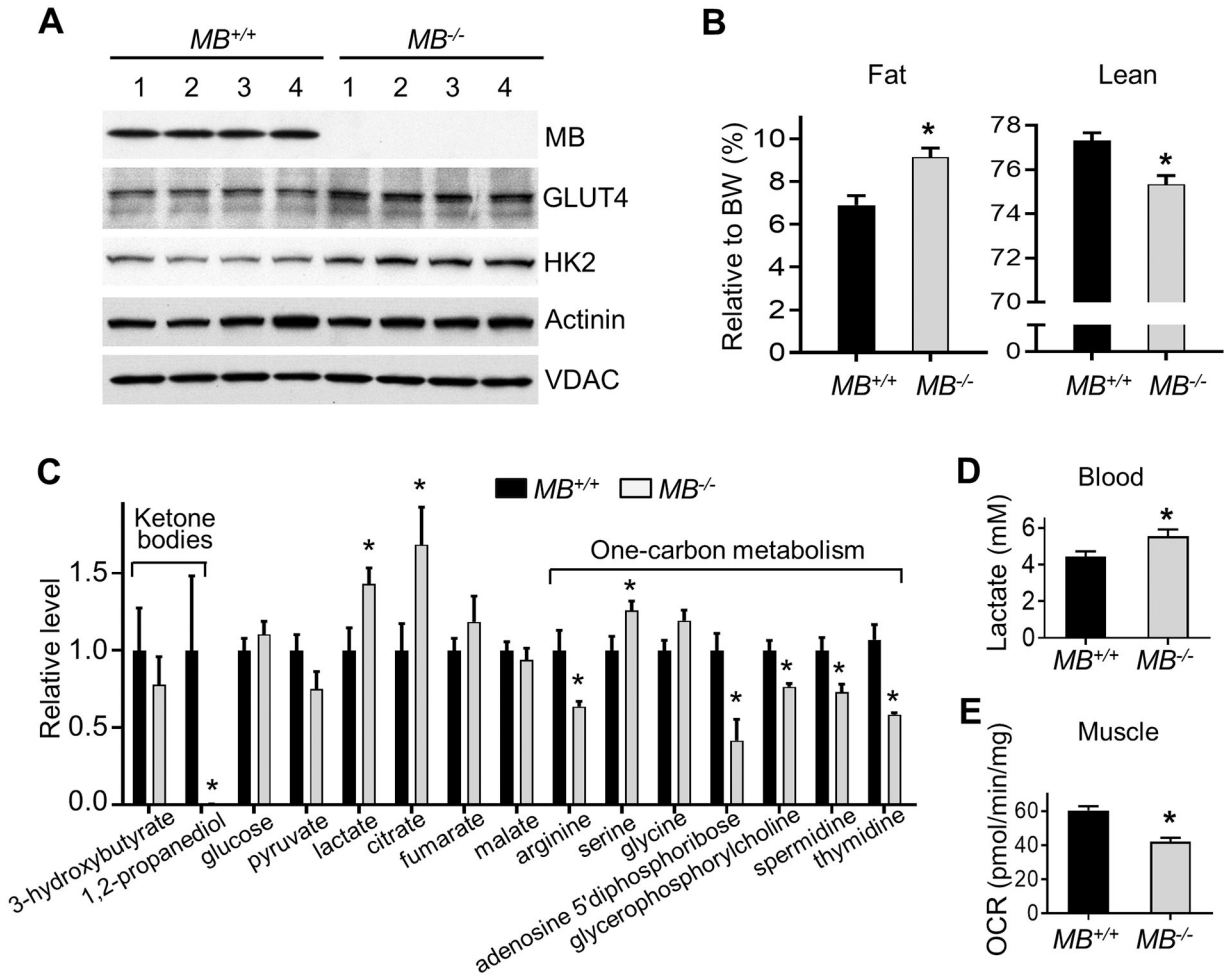 A
MB+/+ MB-/-
1 2 3 4 1 2 3 4
MB
GLUT4
HK2
Actinin
VDAC
B
Fat Lean
Relative to BW (%)
10
8
6
4
2
0
MB+/+ MB-/-
78
76
74
72
70
0
MB+/+ MB-/-
*
*
C
MB+/+ MB-/-
Ketone
bodies
One-carbon metabolism
Relative level
1.5
1.0
0.5
0.0
* * * * * * * * *
3-hydroxybutyrate
1,2-propanediol
glucose
pyruvate
lactate
citrate
fumarate
malate
arginine
serine
glycine
adenosine 5'diphosphoribose
glycerophosphorylcholine
spermidine
thymidine
D
Blood
Lactate (mM)
6
4
2
0
*
MB+/+ MB-/-
E
Muscle
OCR (pmol/min/mg)
60
40
20
0
*
MB+/+ MB-/-